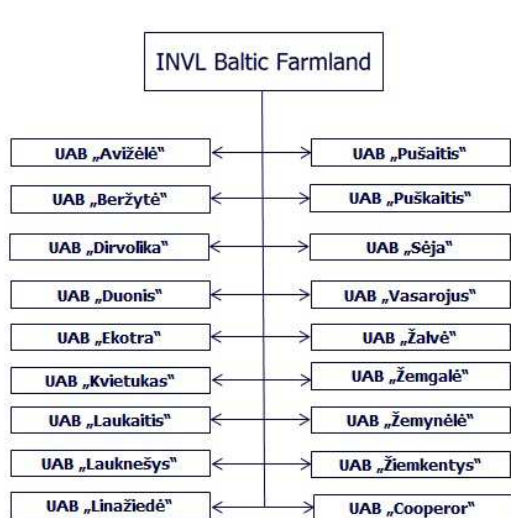 INVL Baltic Farmland
UAB „Avižėlė“
UAB „Pušaitis“
UAB „Beržytė“
UAB „Puškaitis“
UAB „Dirvolika“
UAB „Sėja“
UAB „Duonis“
UAB „Vasarojus“
UAB „Ekotra“
UAB „Žalvė“
UAB „Kvietukas“
UAB „Žemgalė“
UAB „Laukaitis“
UAB „Žemynėlė“
UAB „Lauknešys“
UAB „Žiemkentys“
UAB „Linažiedė“
UAB „Cooperor“